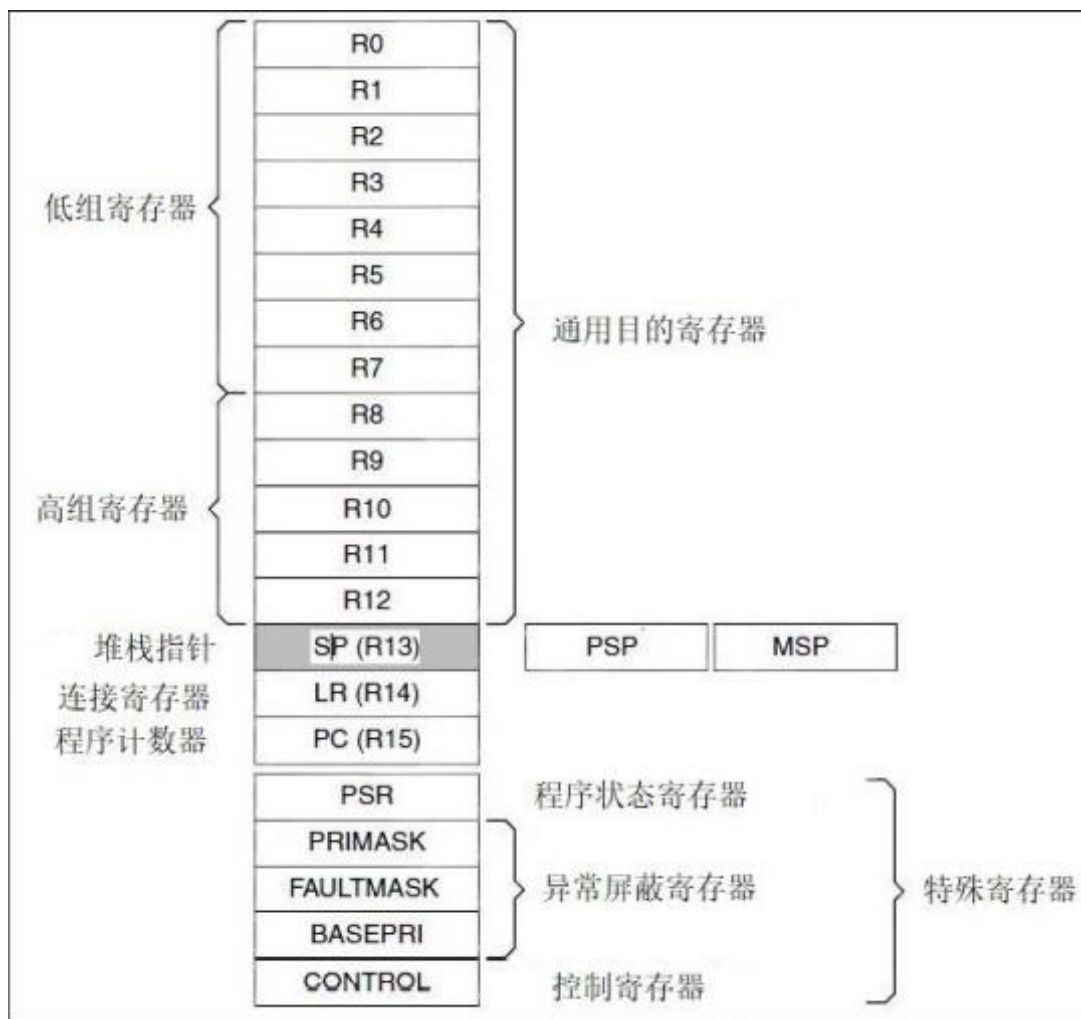 R0
R1
R2
R3
低组寄存器
R4
R5
R6
通用目的寄存器
R7
R8
R9
高组寄存器
R10
R11
R12
堆栈指针 SP (R13) PSP MSP
连接寄存器 LR (R14)
程序计数器 PC (R15)
PSR 程序状态寄存器
PRIMASK
FAULTMASK 异常屏蔽寄存器 特殊寄存器
BASEPRI
CONTROL 控制寄存器